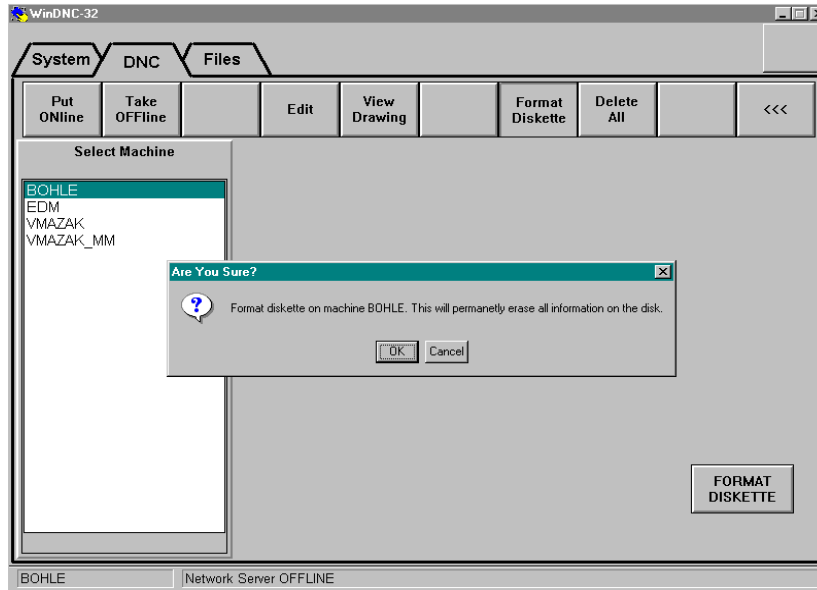 WinDNC-32
System DNC Files
Put ONline
Take OFFline
Edit
View Drawing
Format Diskette
Delete All
<<<
Select Machine
BOHLE
EDM
VMAZAK
VMAZAK_MM
Are You Sure?
Format diskette on machine BOHLE. This will permanetly erase all information on the disk.
OK Cancel
FORMAT
DISKETTE
BOHLE Network Server OFFLINE